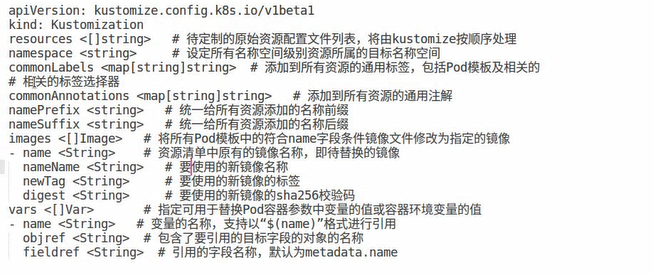 apiVersion: kustomize.config.k8s.io/v1beta1
kind: Kustomization
resources <[]string>   # 待定制的原始资源配置文件列表，将由kustomize按顺序处理
namespace <string>     # 设定所有名称空间级别资源所属的目标名称空间
commonLabels <map[string]string>  # 添加到所有资源的通用标签，包括Pod模板及相关的
# 相关的标签选择器
commonAnnotations <map[string]string>   # 添加到所有资源的通用注解
namePrefix <string>   # 统一给所有资源添加的名称前缀
nameSuffix <string>   # 统一给所有资源添加的名称后缀
images <[]Image>   # 将所有Pod模板中的符合name字段条件镜像文件修改为指定的镜像
- name <String>    # 资源清单中原有的镜像名称，即待替换的镜像
  nameName <String>   # 要使用的新镜像名称
  newTag <String>     # 要使用的新镜像的标签
  digest <String>     # 要使用的新镜像的sha256校验码
vars <[]Var>       # 指定可用于替换Pod容器参数中变量的值或容器环境变量的值
- name <String>   # 变量的名称，支持以“$(name)”格式进行引用
  objref <String>  # 包含了要引用的目标字段的对象的名称
  fieldref <String>  # 引用的字段名称，默认为metadata.name